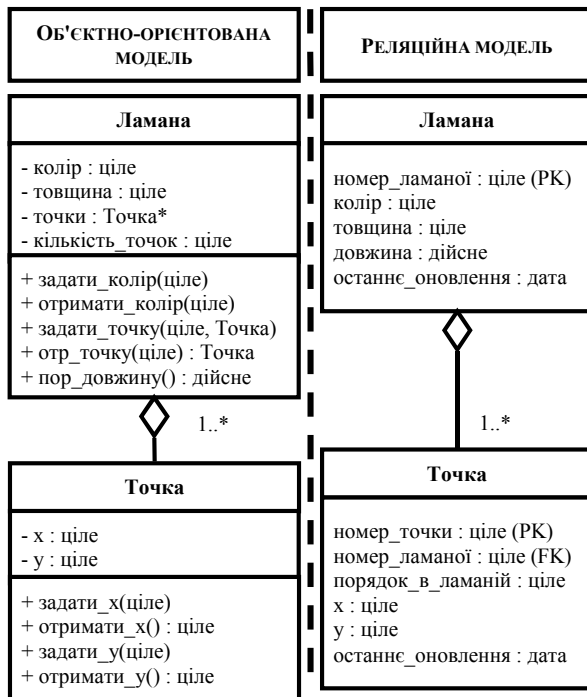 ОБ'ЄКТНО-ОРІЄНТОВАНА
МОДЕЛЬ
Ламана
- колір : ціле
- товщина : ціле
- точки : Точка*
- кількість_точок : ціле
+ задати_колір(ціле)
+ отримати_колір(ціле)
+ задати_точку(ціле, Точка)
+ отр_точку(ціле) : Точка
+ пор_довжину() : дійсне
1..*
Точка
- x : ціле
- y : ціле
+ задати_x(ціле)
+ отримати_x() : ціле
+ задати_y(ціле)
+ отримати_y() : ціле
РЕЛЯЦІЙНА МОДЕЛЬ
Ламана
номер_ламаної : ціле (PK)
колір : ціле
товщина : ціле
довжина : дійсне
останнє_оновлення : дата
1..*
Точка
номер_точки : ціле (PK)
номер_ламаної : ціле (FK)
порядок_в_ламаній : ціле
x : ціле
y : ціле
останнє_оновлення : дата